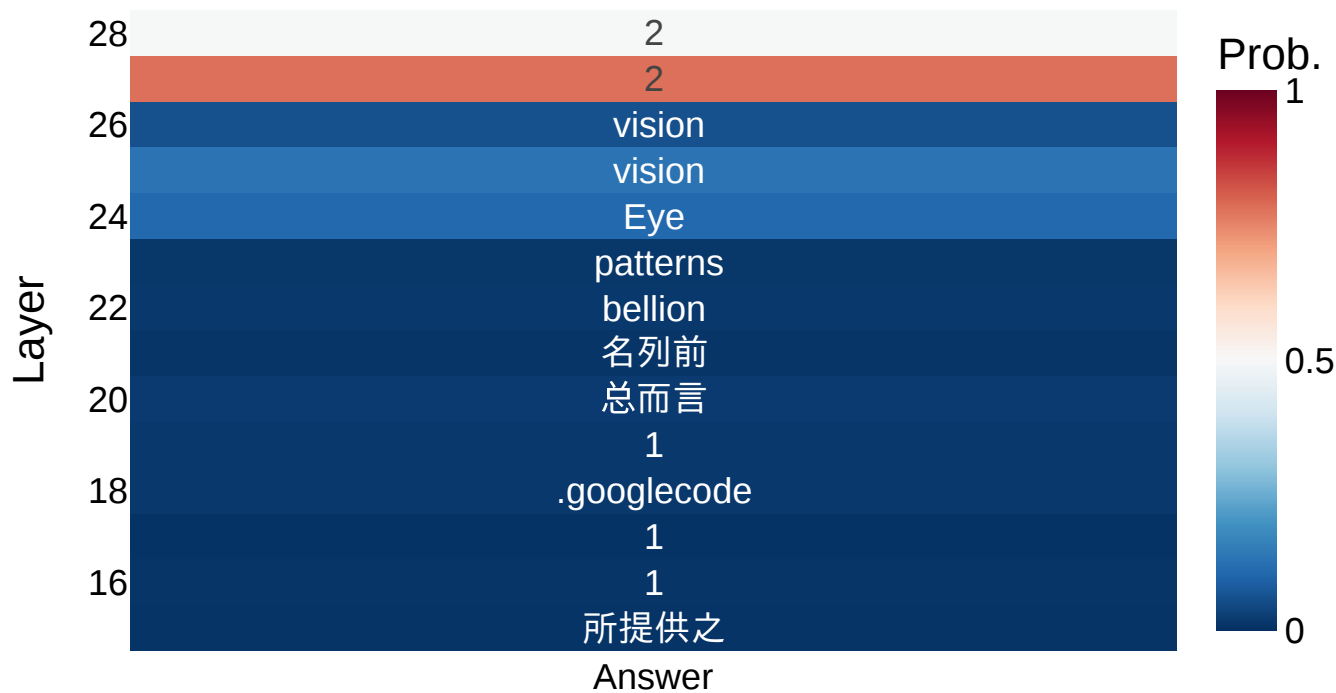 28
2
Prob.
2
1
26
vision
vision
24
Eye
patterns
22
bellion
Layer
名列前
0.5
20
总而言
1
18
.googlecode
1
16
1
所提供之
0
Answer